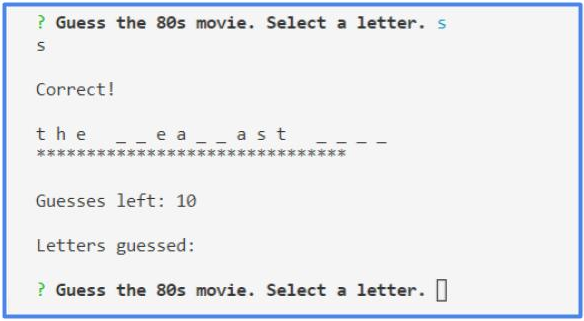 ? Guess the 80s movie. Select a letter. s
s
Correct!
t h e   _ _ e a _ _ a s t   _ _ _ _
*******************************
Guesses left: 10
Letters guessed:
? Guess the 80s movie. Select a letter.